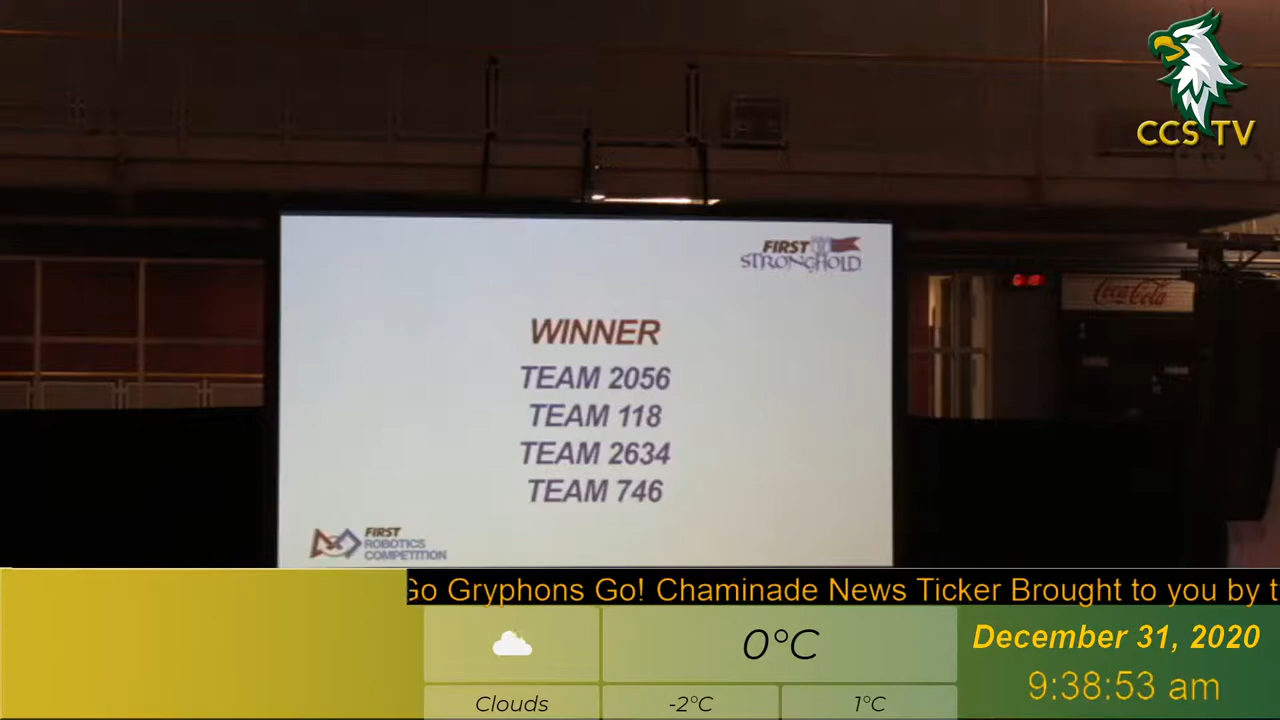 CCS TV
FIRST
STRONGHOLD
Coca-Cola
WINNER
TEAM 2056
TEAM 118
TEAM 2634
TEAM 746
FIRST
ROBOTICS
COMPETITION
Go Gryphons Go! Chaminade News Ticker Brought to you by t
0°C
December 31, 2020
9:38:53 am
Clouds
-2°C
1°C